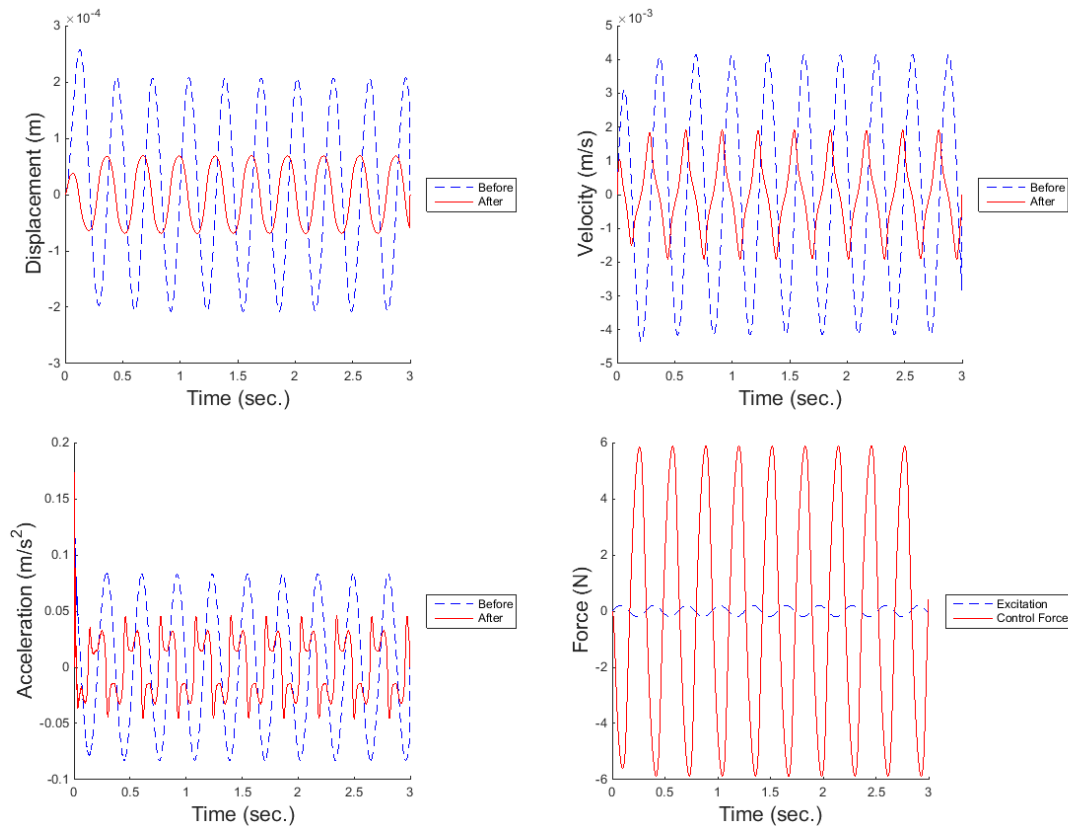 ×10⁻⁴
3
2
1
0
-1
-2
-3
Displacement (m)
0 0.5 1 1.5 2 2.5 3
Time (sec.)
Before
After
×10⁻³
5
4
3
2
1
0
-1
-2
-3
-4
-5
Velocity (m/s)
0 0.5 1 1.5 2 2.5 3
Time (sec.)
Before
After
0.2
0.15
0.1
0.05
0
-0.05
-0.1
Acceleration (m/s²)
0 0.5 1 1.5 2 2.5 3
Time (sec.)
Before
After
6
4
2
0
-2
-4
-6
Force (N)
0 0.5 1 1.5 2 2.5 3
Time (sec.)
Excitation
Control Force